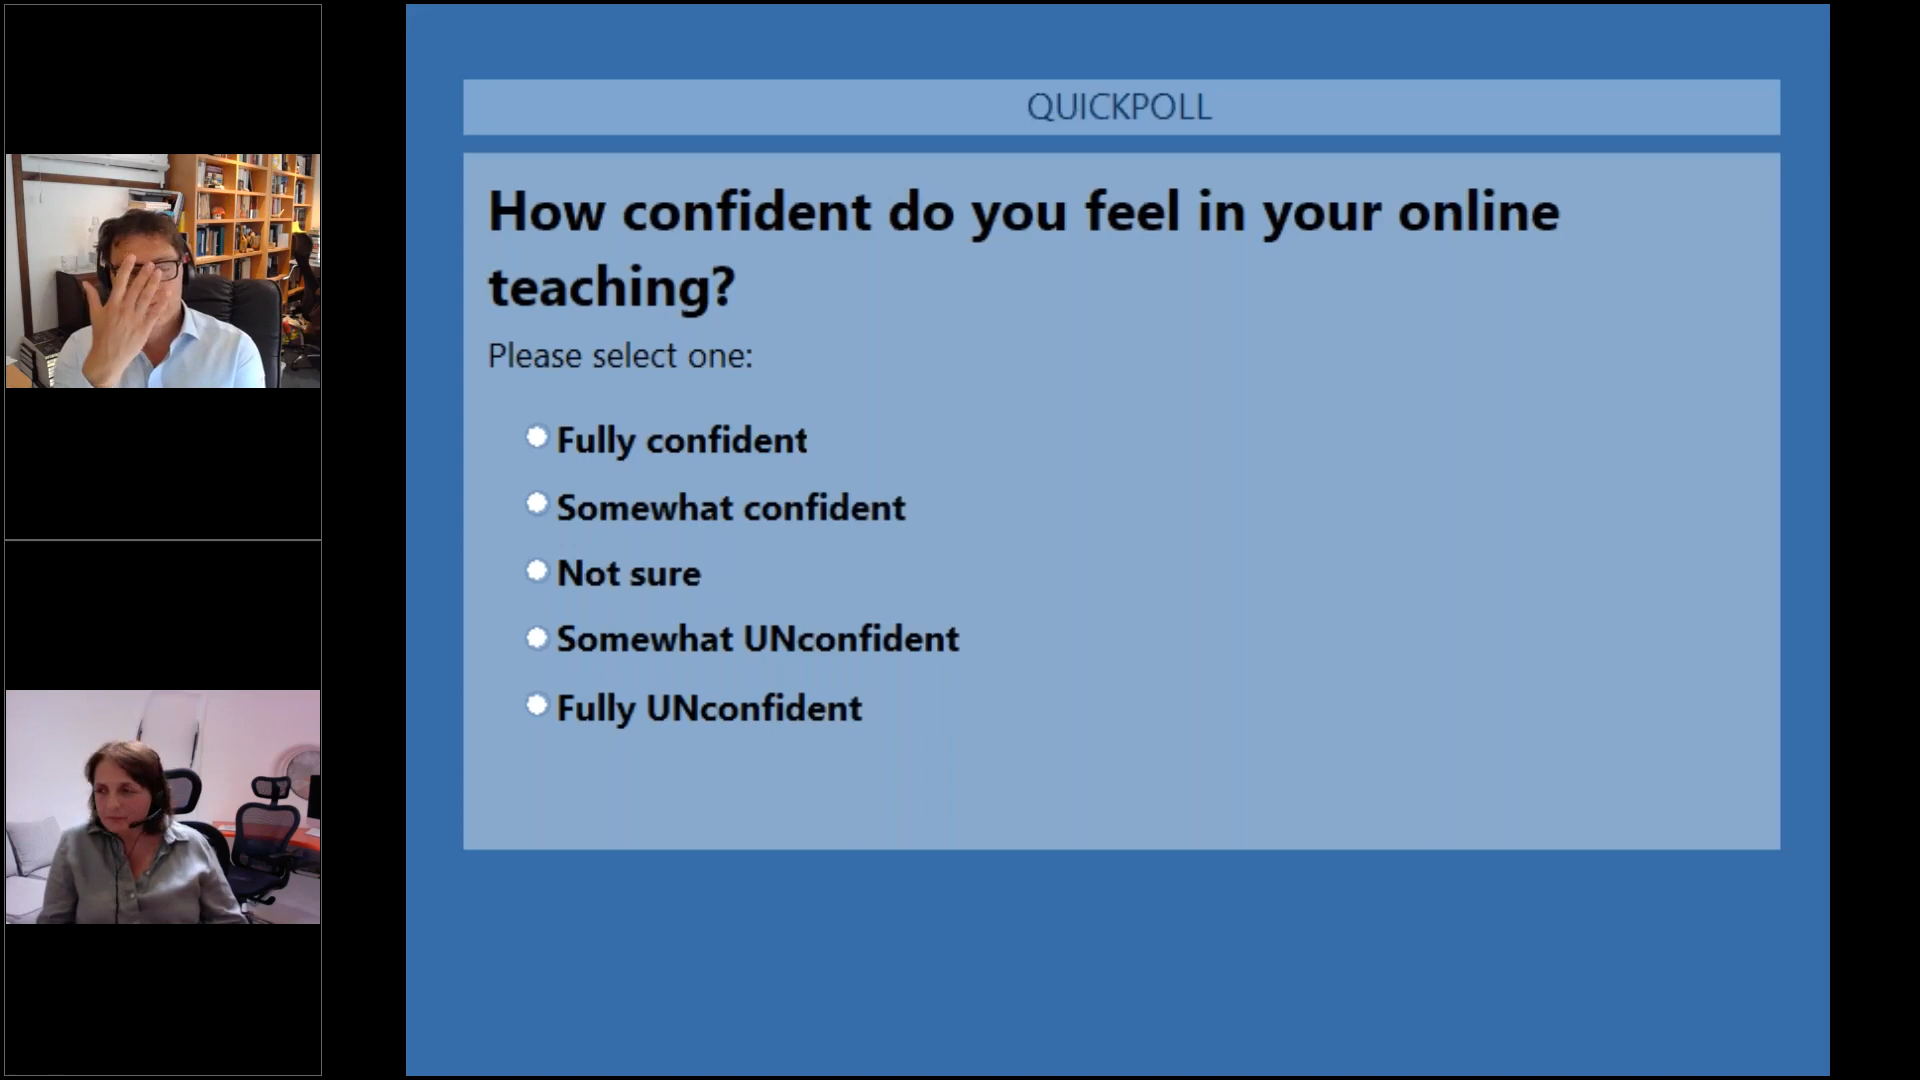 QUICKPOLL
How confident do you feel in your online
teaching?
Please select one:
Fully confident
Somewhat confident
Not sure
Somewhat UNconfident
Fully UNconfident